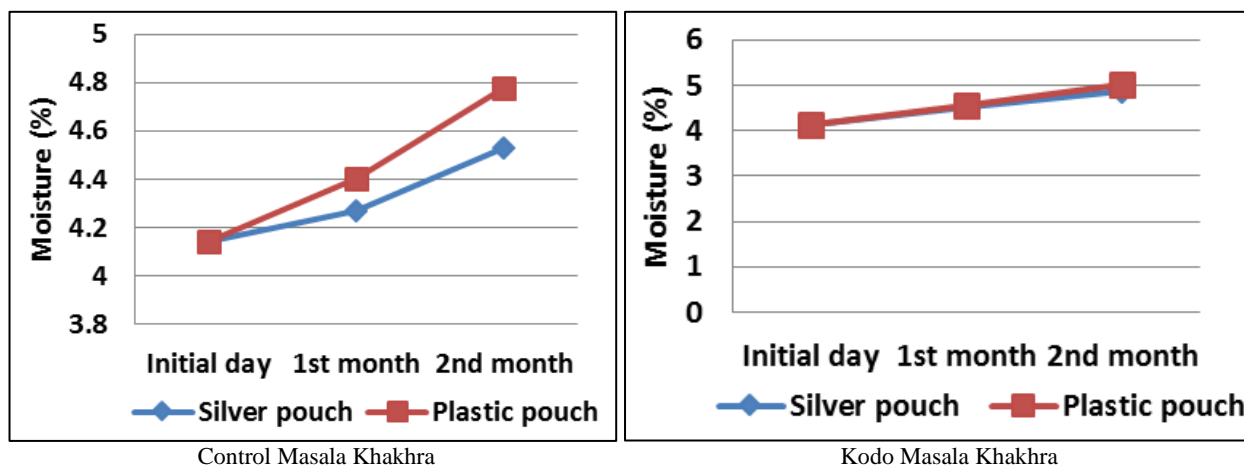 5
4.8
4.6
4.4
4.2
4
3.8
Moisture (%)
Initial day 1st month 2nd month
Silver pouch Plastic pouch
Control Masala Khakhra
6
5
4
3
2
1
0
Moisture (%)
Initial day 1st month 2nd month
Silver pouch Plastic pouch
Kodo Masala Khakhra